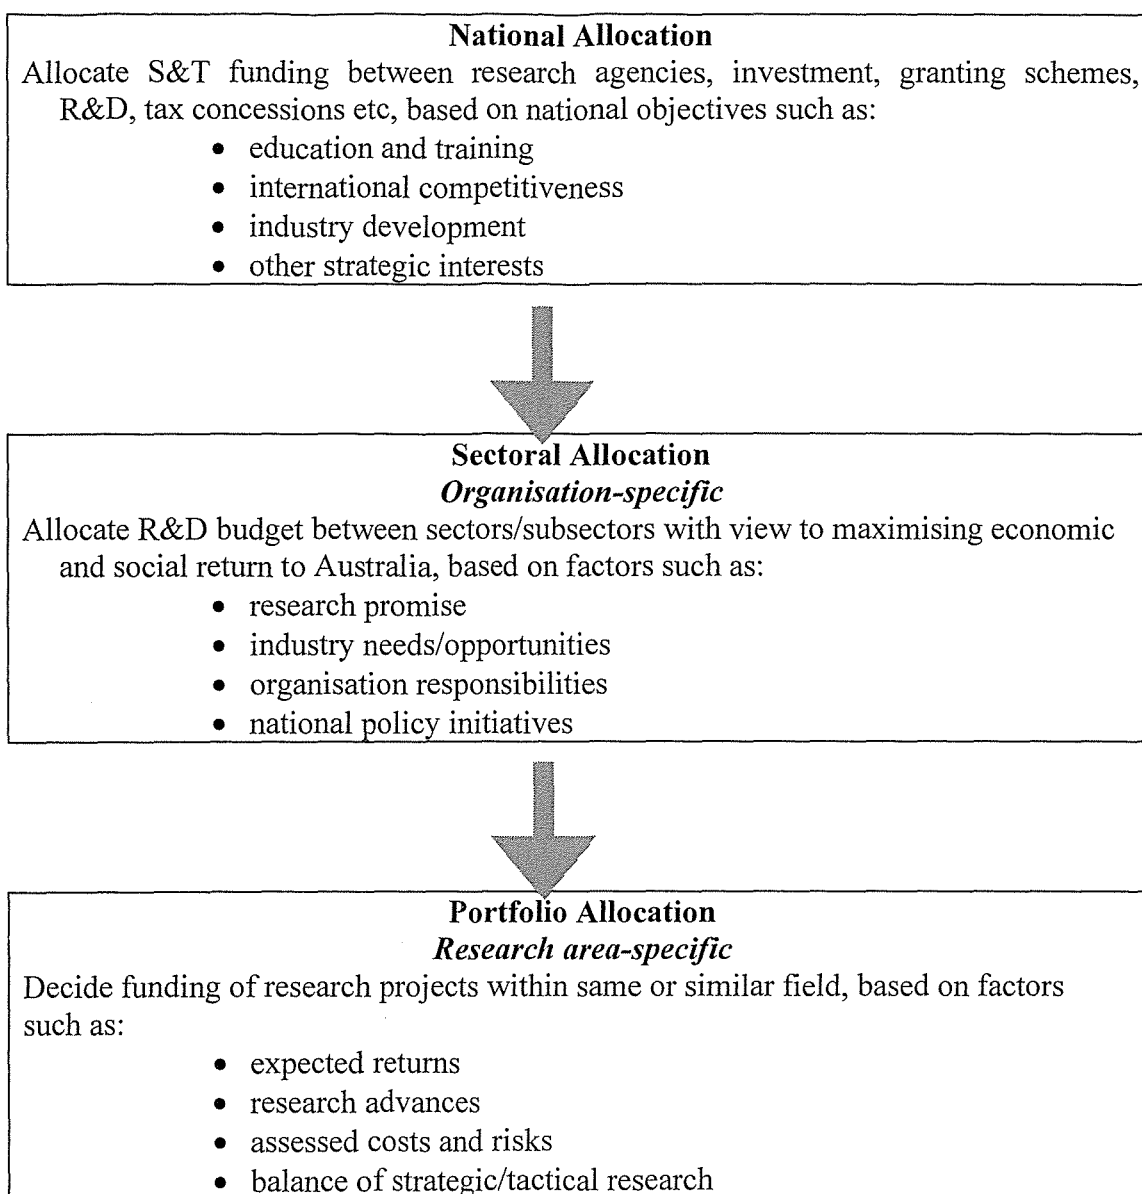 National Allocation
Allocate S&T funding between research agencies, investment, granting schemes,
R&D, tax concessions etc, based on national objectives such as:
• education and training
• international competitiveness
• industry development
• other strategic interests
Sectoral Allocation
Organisation-specific
Allocate R&D budget between sectors/subsectors with view to maximising economic
and social return to Australia, based on factors such as:
• research promise
• industry needs/opportunities
• organisation responsibilities
• national policy initiatives
Portfolio Allocation
Research area-specific
Decide funding of research projects within same or similar field, based on factors
such as:
• expected returns
• research advances
• assessed costs and risks
• balance of strategic/tactical research